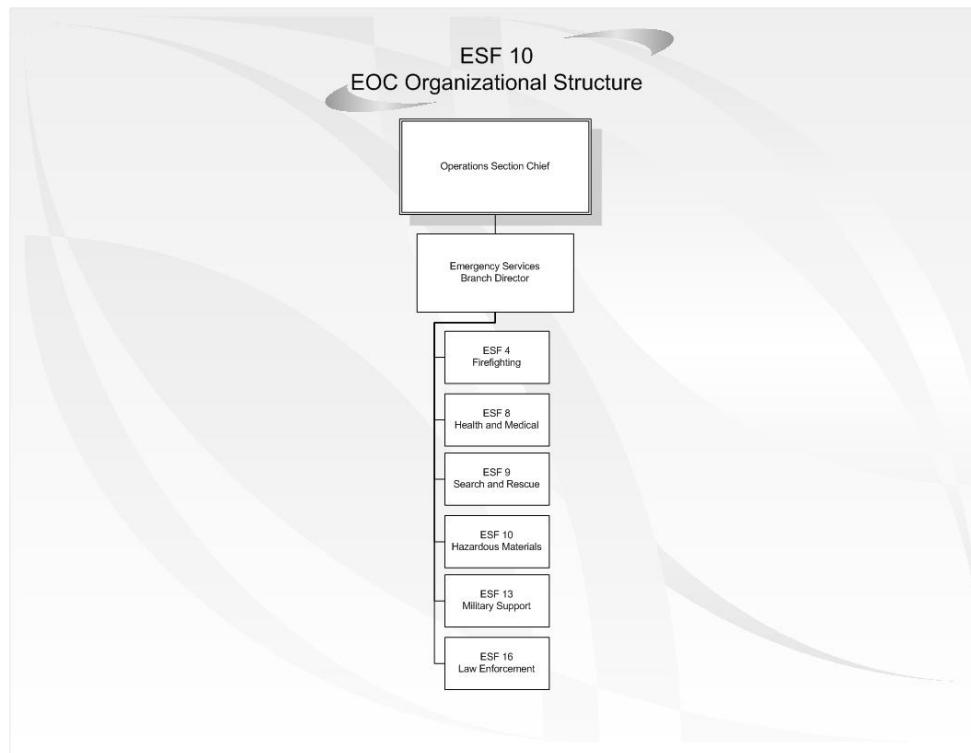 ESF 10
EOC Organizational Structure
Operations Section Chief
Emergency Services
Branch Director
ESF 4
Firefighting
ESF 8
Health and Medical
ESF 9
Search and Rescue
ESF 10
Hazardous Materials
ESF 13
Military Support
ESF 16
Law Enforcement